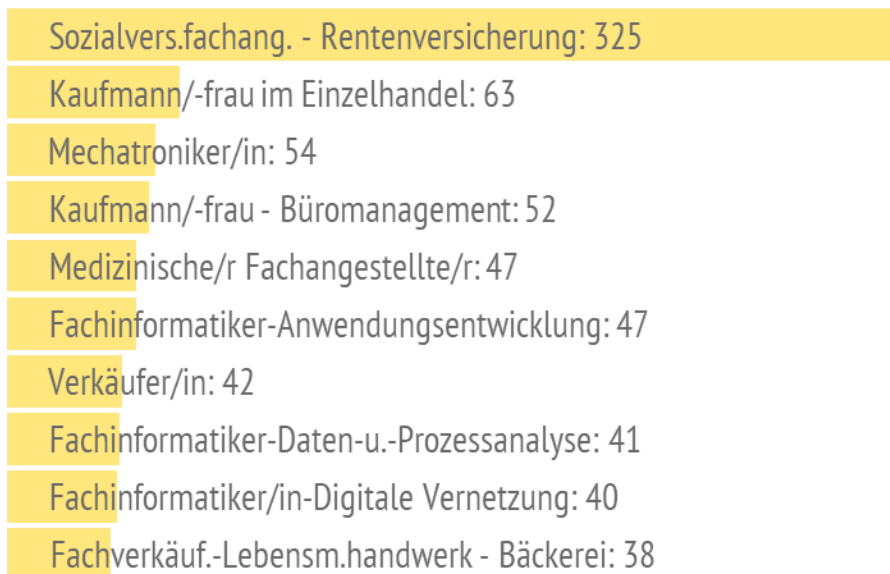 Sozialvers.fachang. - Rentenversicherung: 325
Kaufmann/-frau im Einzelhandel: 63
Mechatroniker/in: 54
Kaufmann/-frau - Büromanagement: 52
Medizinische/r Fachangestellte/r: 47
Fachinformatiker-Anwendungsentwicklung: 47
Verkäufer/in: 42
Fachinformatiker-Daten-u.-Prozessanalyse: 41
Fachinformatiker/in-Digitale Vernetzung: 40
Fachverkäuf.-Lebensm.handwerk - Bäckerei: 38